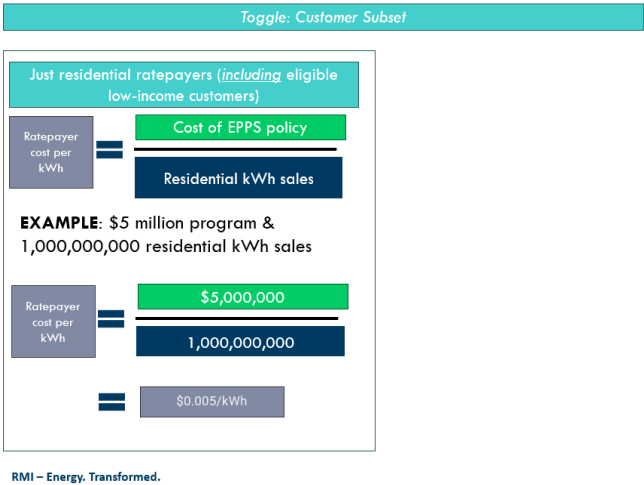 Toggle: Customer Subset
Just residential ratepayers (including eligible
low-income customers)
Ratepayer
cost per
kWh
=
Cost of EPPS policy
Residential kWh sales
EXAMPLE: $5 million program &
1,000,000,000 residential kWh sales
Ratepayer
cost per
kWh
=
$5,000,000
1,000,000,000
=
$0.005/kWh
RMI – Energy. Transformed.